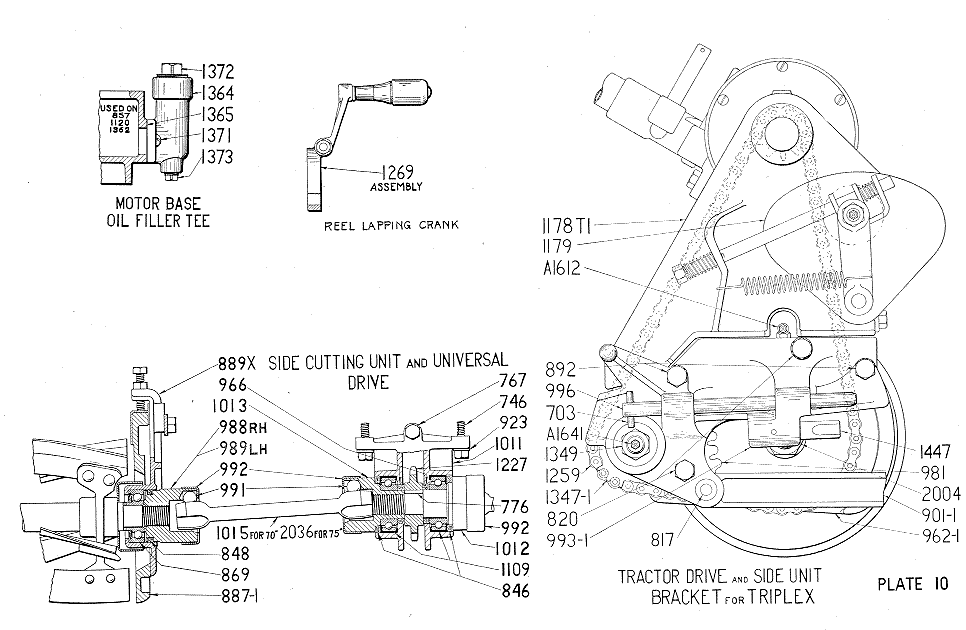 1372
1364
1365
1371
1373
USED ON
857
1120
1362
MOTOR BASE
OIL FILLER TEE
1269
ASSEMBLY
REEL LAPPING CRANK
1178T1
1179
A1612
892
996
703
A1641
1349
1259
1347-1
820
993-1
817
1447
981
2004
901-1
962-1
TRACTOR DRIVE AND SIDE UNIT
BRACKET FOR TRIPLEX
PLATE 10
889X
SIDE CUTTING UNIT AND UNIVERSAL
DRIVE
966
1013
988RH
989LH
992
991
1015 FOR 70" 2036 FOR 75"
848
869
887-1
767
746
923
1011
1227
776
992
1012
1109
846